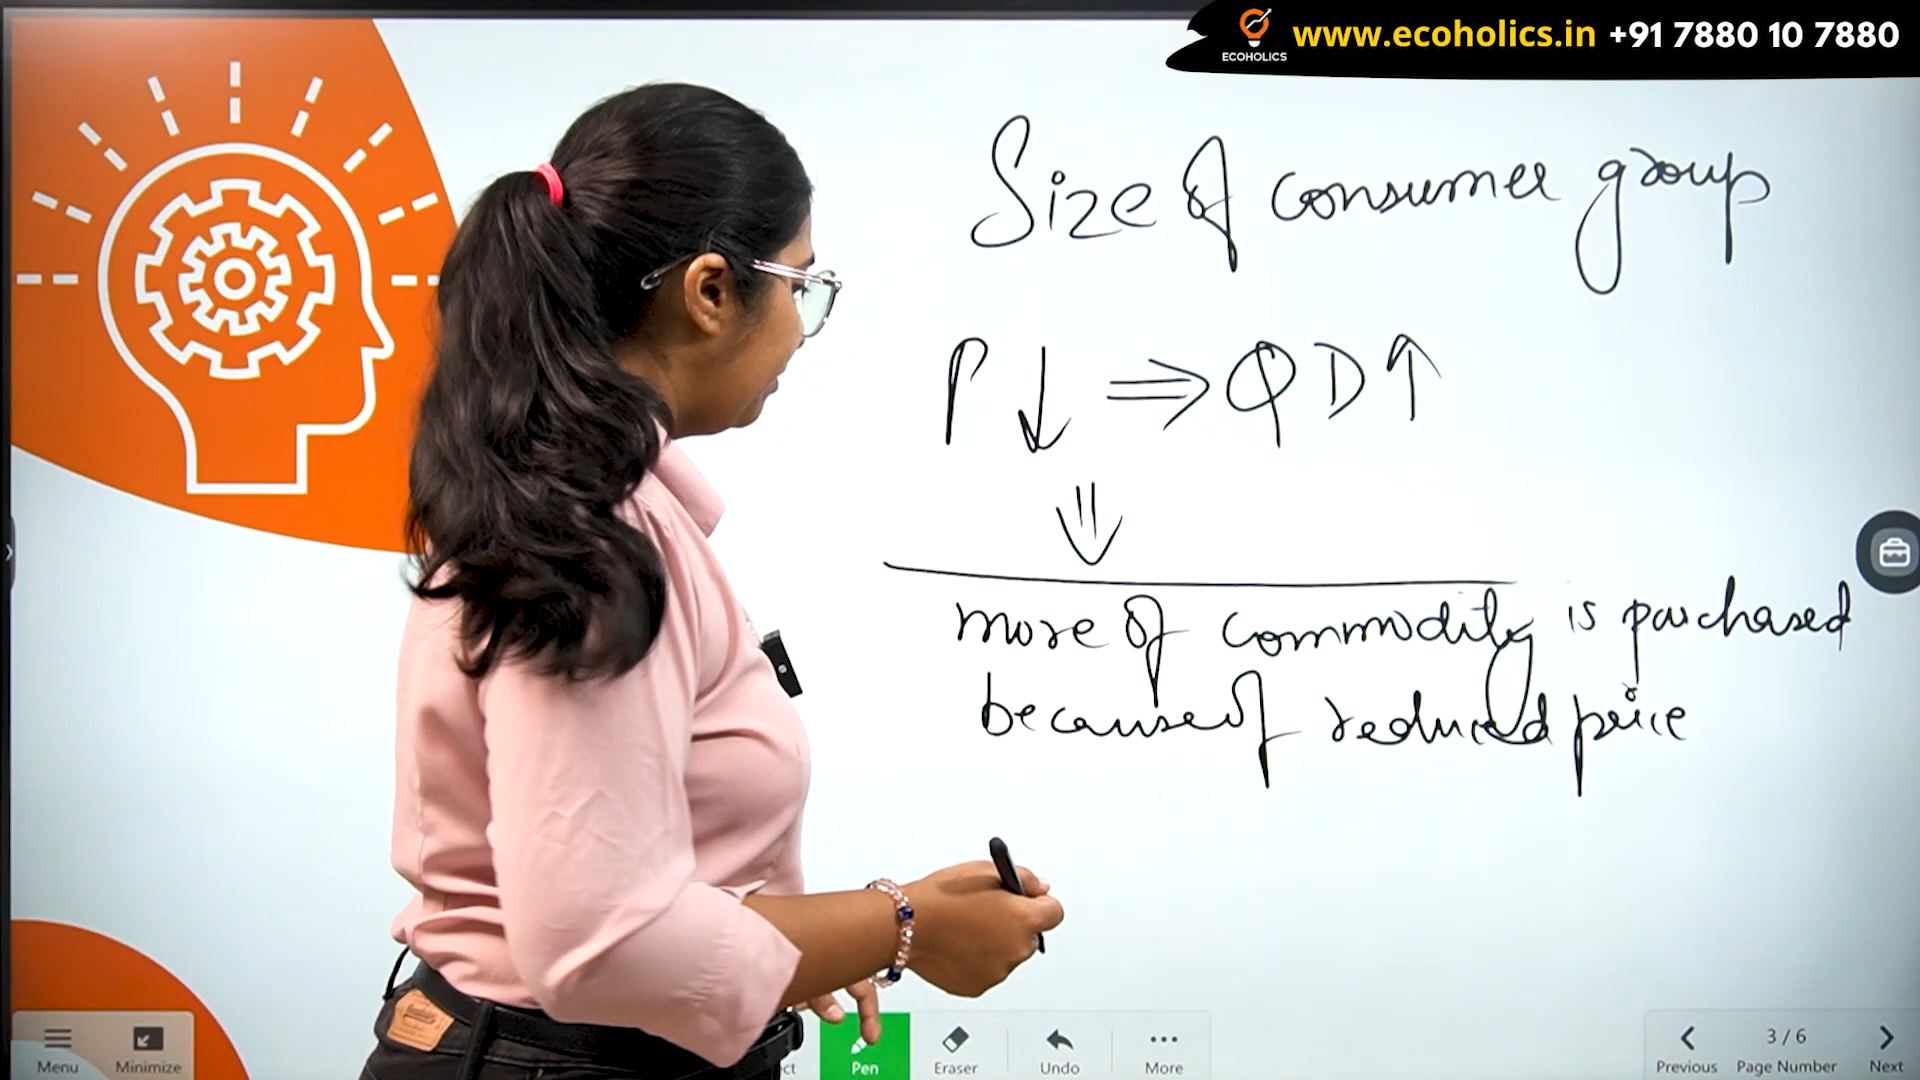 ECOHOLICS
www.ecoholics.in +91 7880 10 7880
Size of consumer group
P ↓ ⇒ QD↑
⇓
more of commodity is purchased
because of reduced price
Menu
Minimize
Pen
Eraser
Undo
More
Previous
3 / 6
Page Number
Next